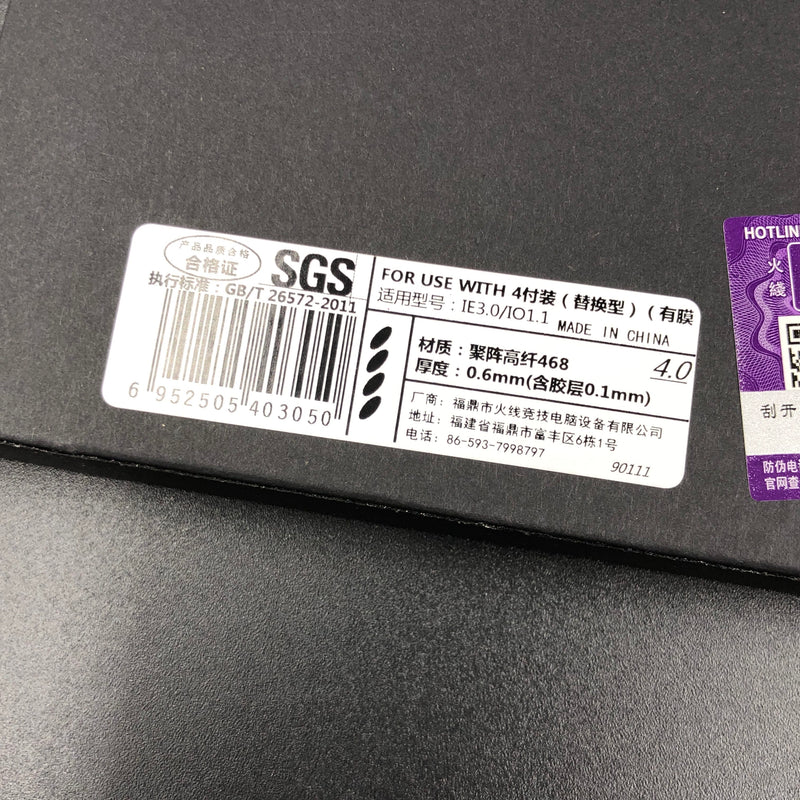 产品品质合格
合格证
SGS
执行标准：GB/T 26572-2011
6 952505 403050
FOR USE WITH 4付装（替换型）（有膜
适用型号：IE3.0/IO1.1 MADE IN CHINA
材质：聚阵高纤468
厚度：0.6mm(含胶层0.1mm)
4.0
厂商：福鼎市火线竞技电脑设备有限公司
地址：福建省福鼎市富丰区6栋1号
电话：86-593-7998797
90111
HOTLIN
火
綫
刮开
防伪电
官网查